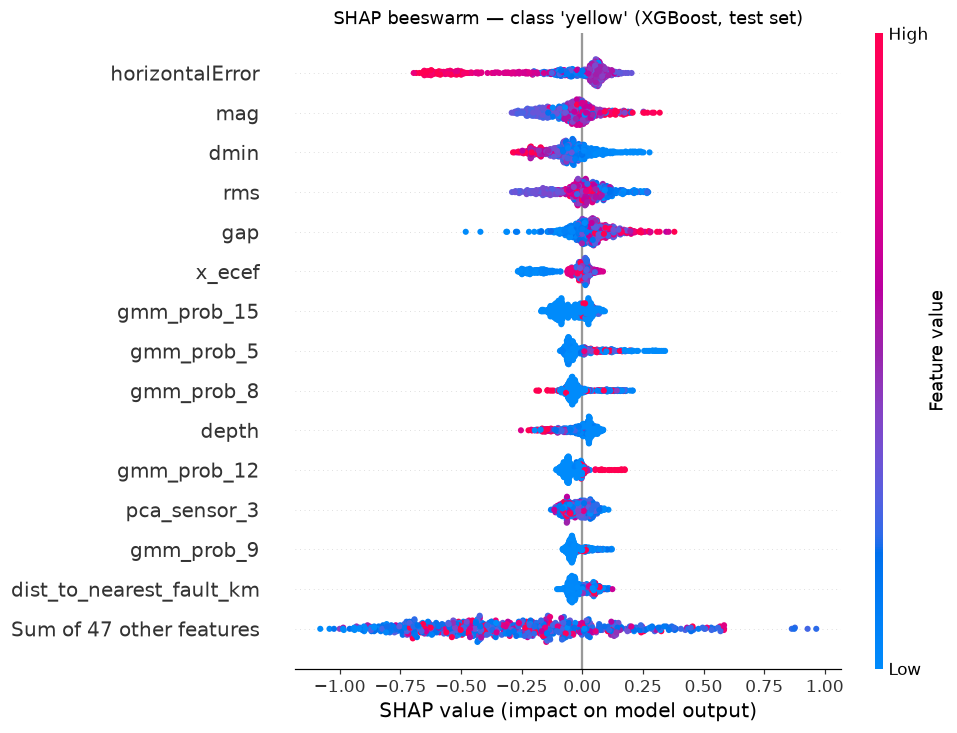 SHAP beeswarm — class 'yellow' (XGBoost, test set)
High
horizontalError
mag
dmin
rms
gap
x_ecef
gmm_prob_15
gmm_prob_5
gmm_prob_8
depth
gmm_prob_12
pca_sensor_3
gmm_prob_9
dist_to_nearest_fault_km
Sum of 47 other features
Feature value
Low
−1.00 −0.75 −0.50 −0.25 0.00 0.25 0.50 0.75 1.00
SHAP value (impact on model output)